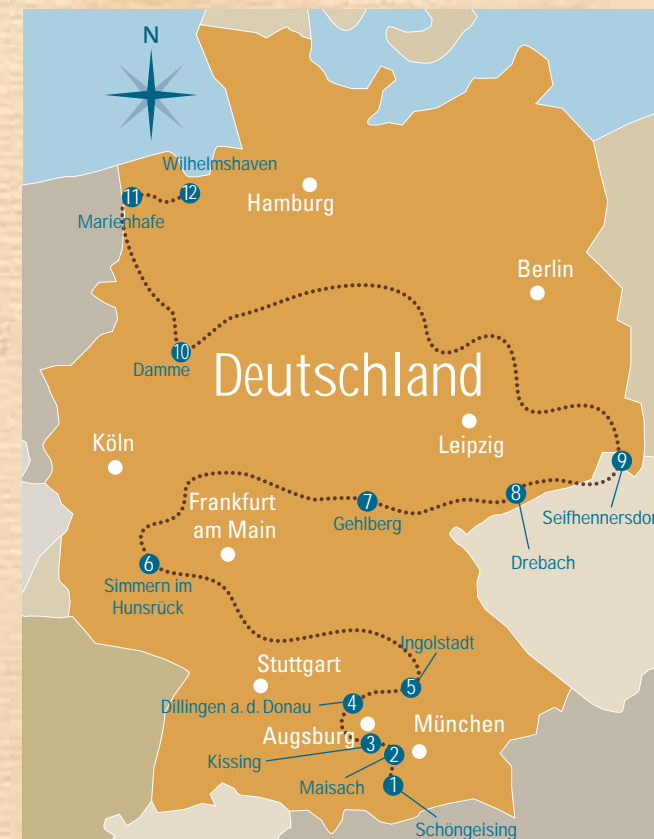 N
Wilhelmshaven
12
11
Hamburg
Marienhafe
Berlin
10
Damme
Deutschland
Leipzig
Köln
9
Frankfurt
am Main
8
7
Seifhennersdorf
Gehlberg
Drebach
6
Simmern im
Hunsrück
Ingolstadt
Stuttgart
5
4
Dillingen a. d. Donau
München
Augsburg
3
2
Kissing
Maisach
1
Schöngeising